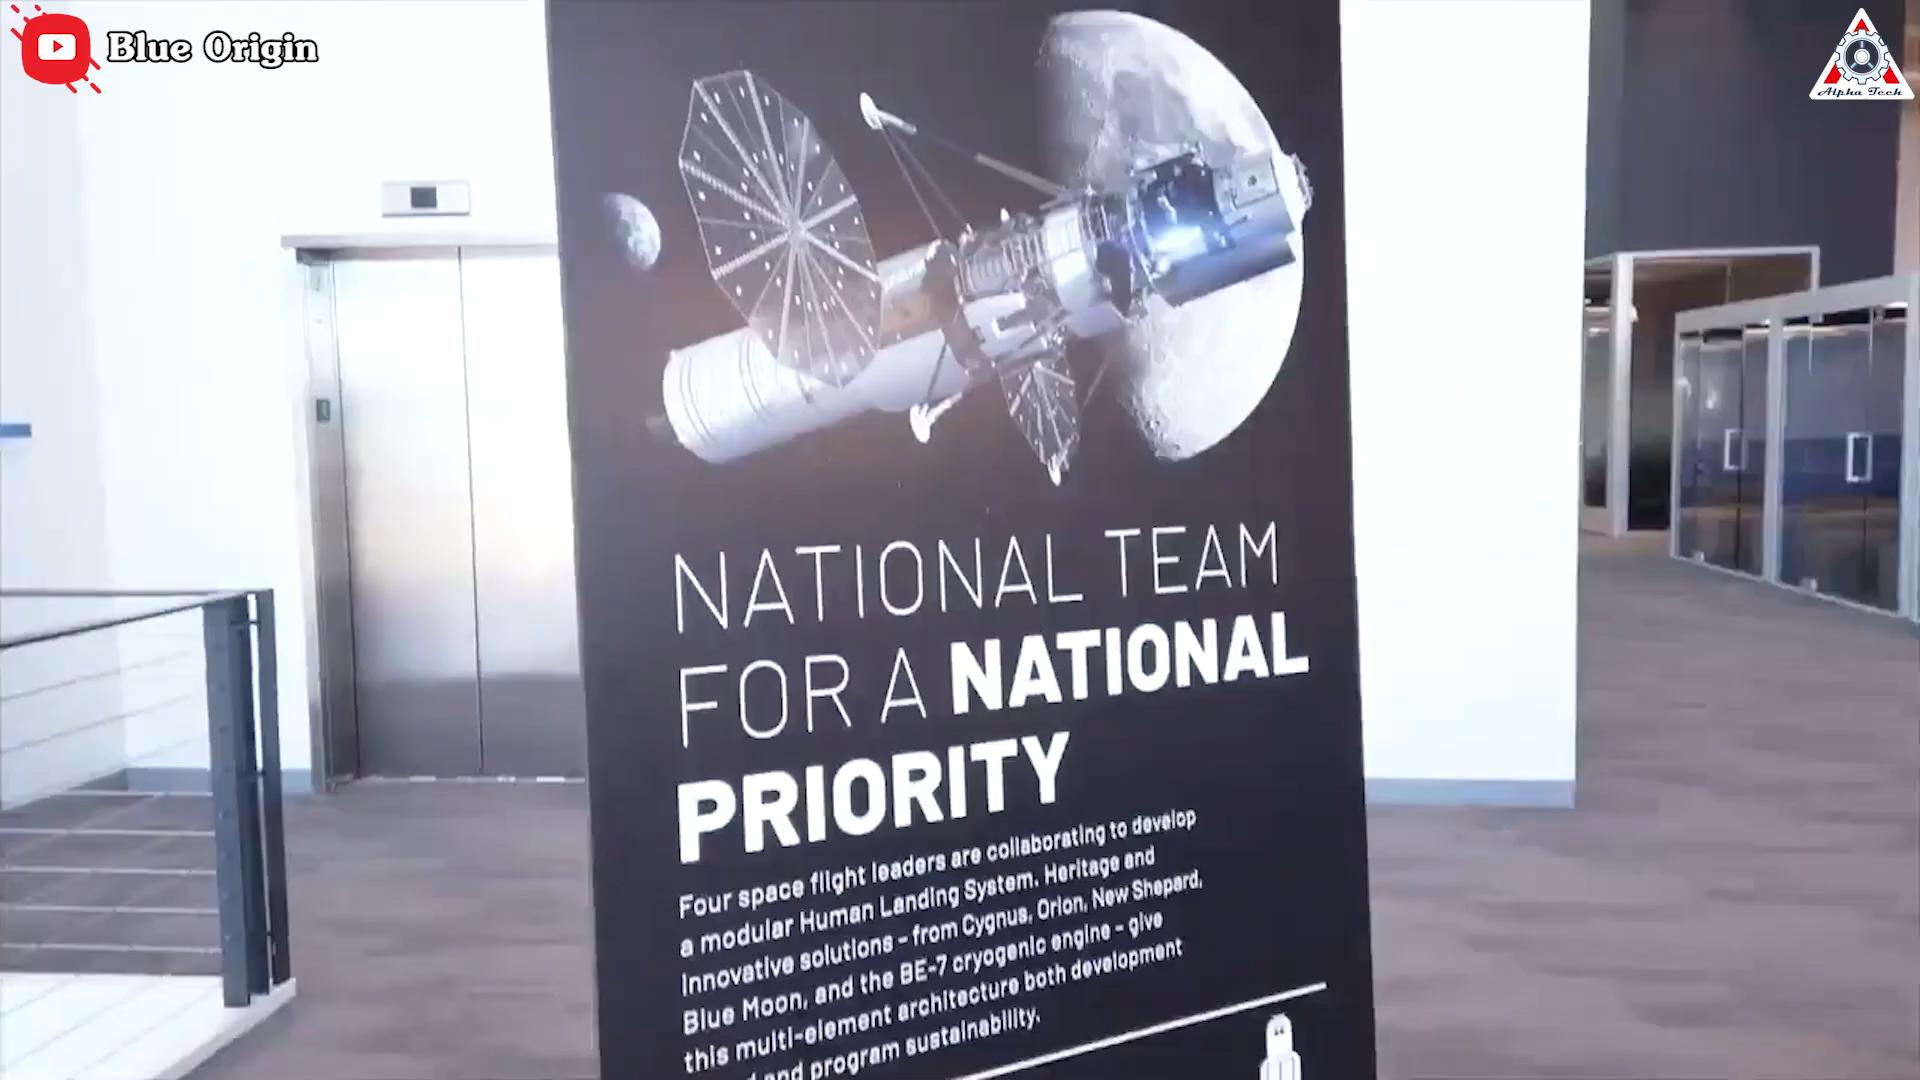 Blue Origin
Alpha Tech
NATIONAL TEAM
FOR A NATIONAL
PRIORITY
Four space flight leaders are collaborating to develop
a modular Human Landing System. Heritage and
innovative solutions - from Cygnus, Orion, New Shepard,
Blue Moon, and the BE-7 cryogenic engine - give
this multi-element architecture both development
and program sustainability.